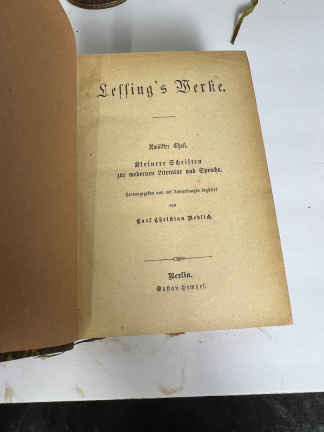 Lessing's Werke.
Zwölfter Theil.
Kleinere Schriften
zur modernen Literatur und Sprache.
Herausgegeben und mit Anmerkungen begleitet
von
Carl Christian Redlich.
Berlin.
Gustav Hempel.